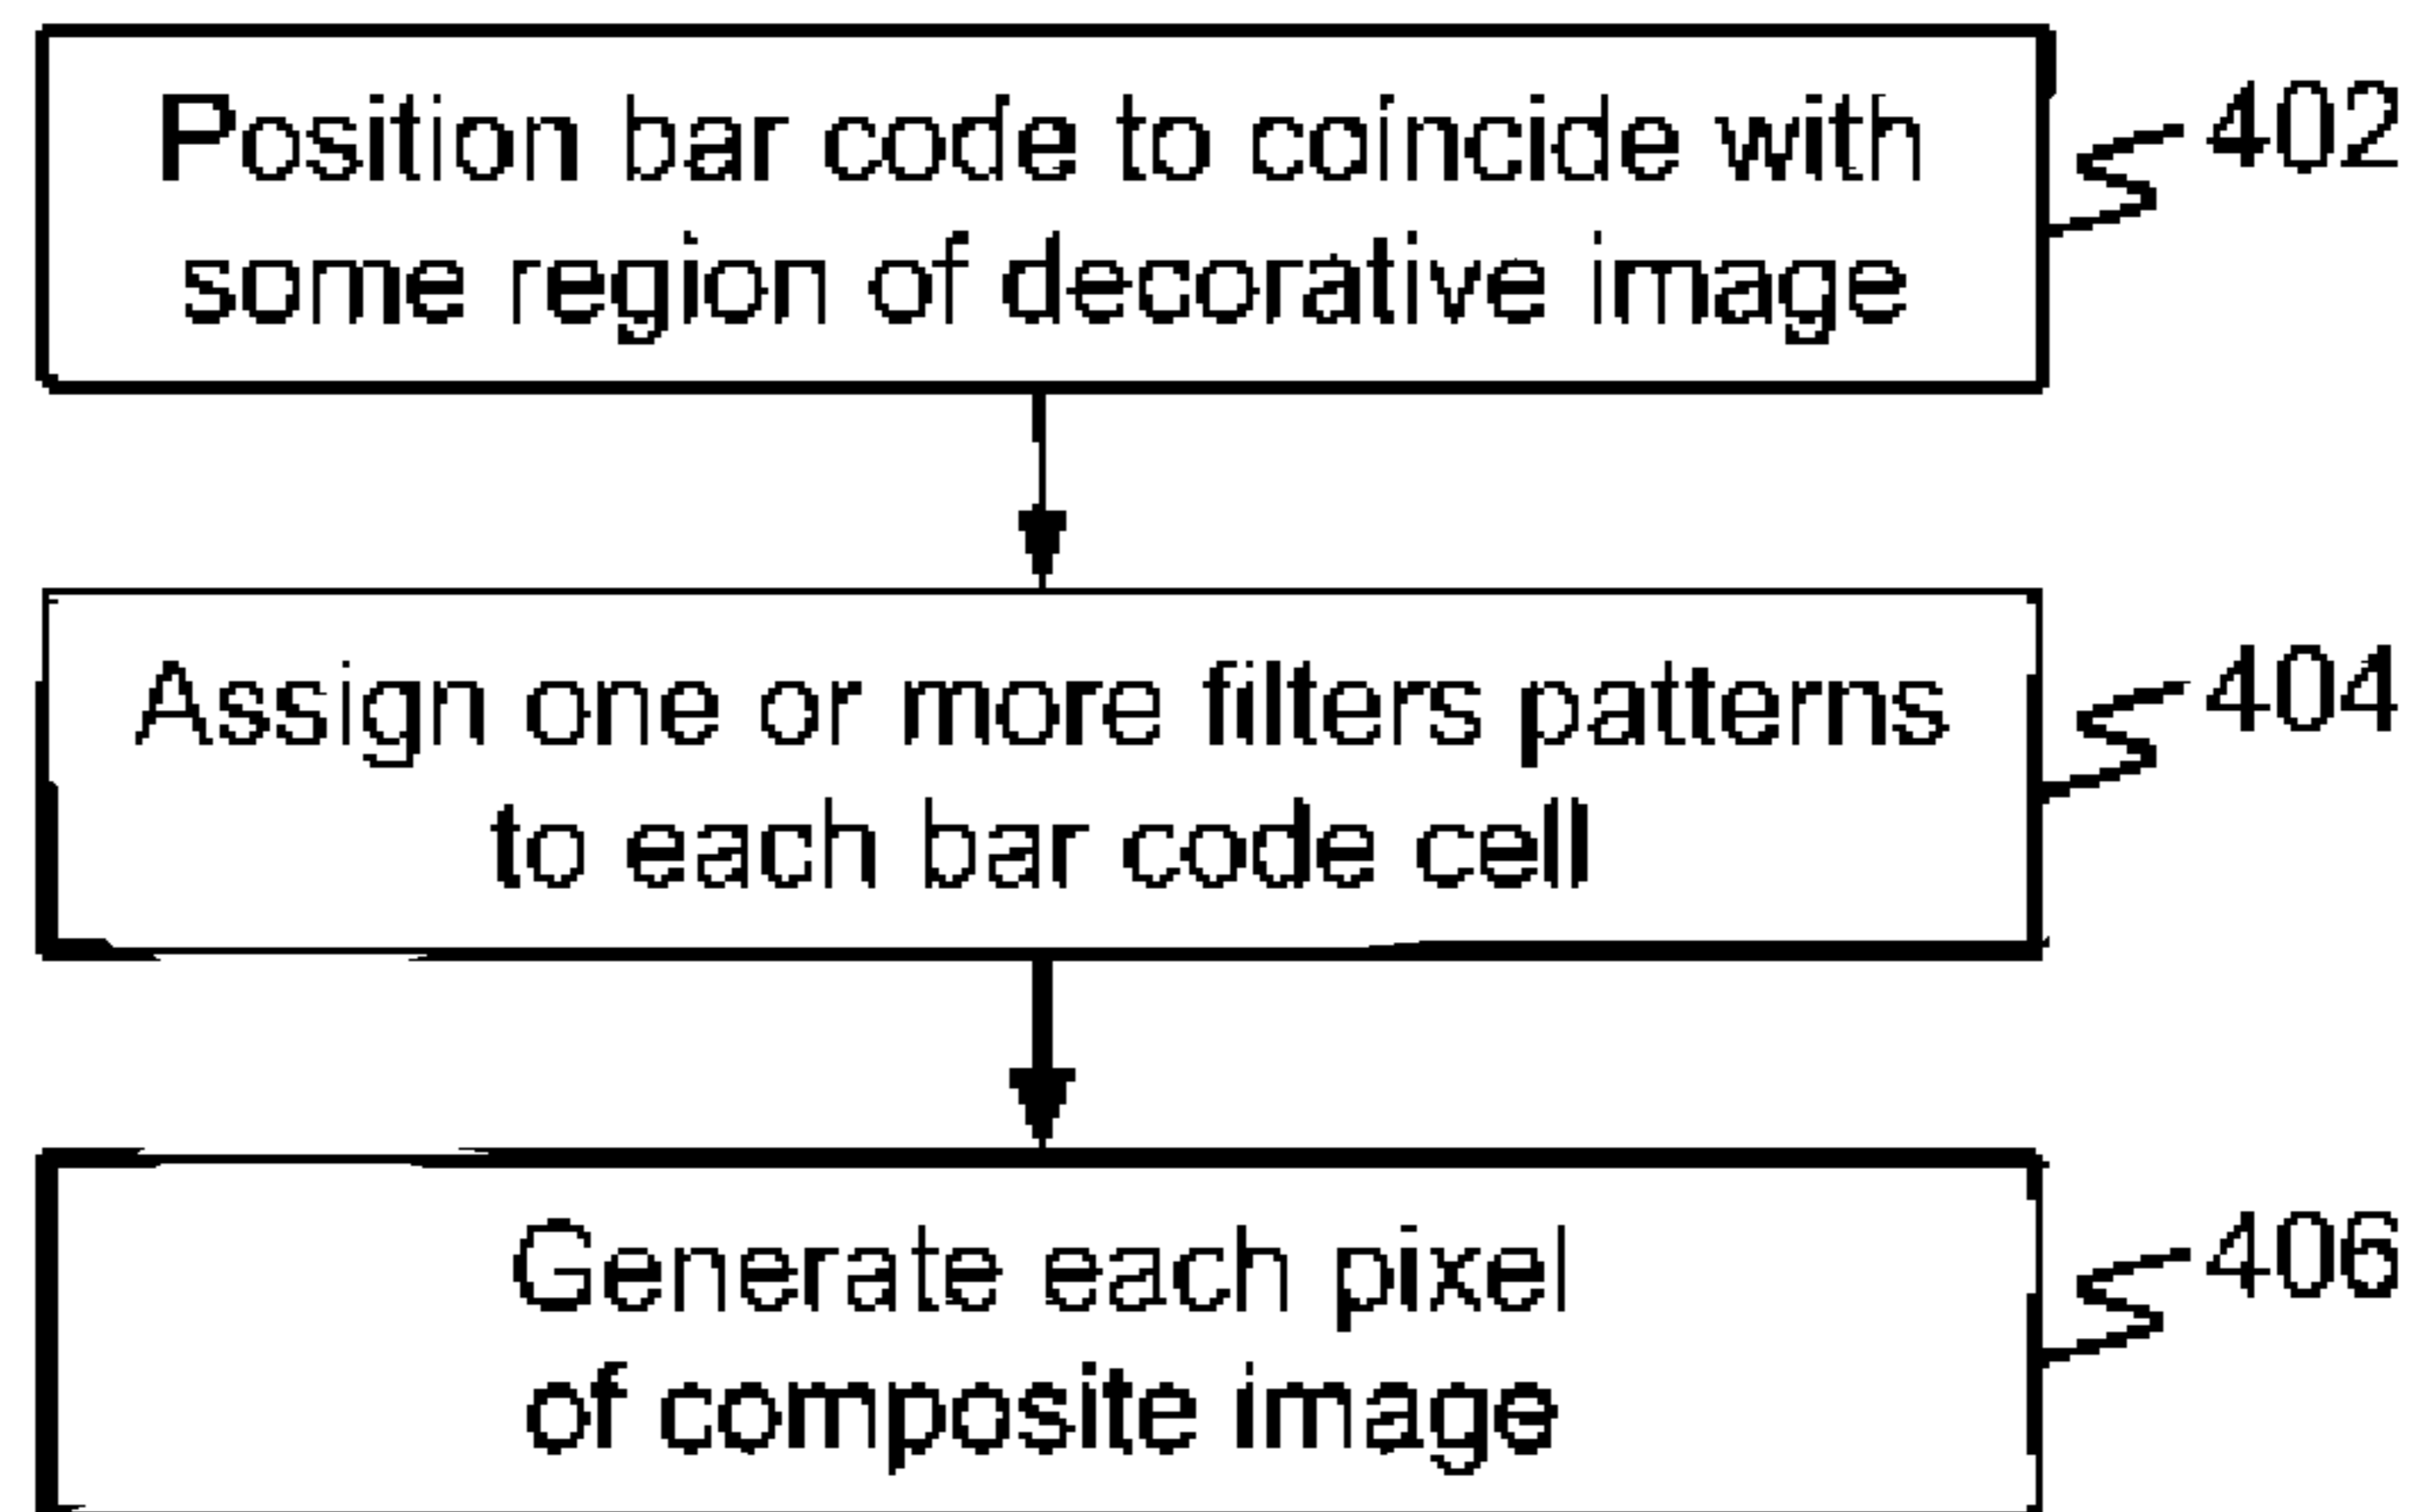 Position bar code to coincide with
some region of decorative image
402
Assign one or more filters patterns
to each bar code cell
404
Generate each pixel
of composite image
406